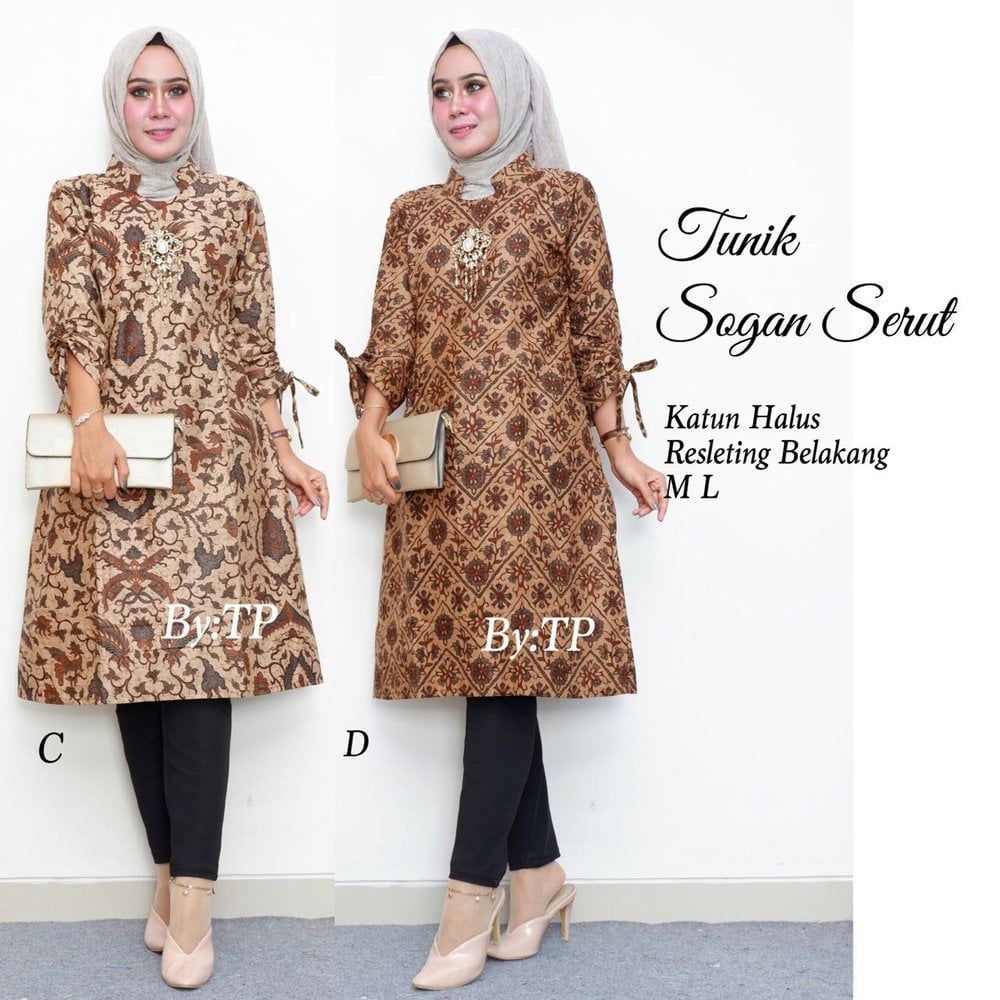 Tunik
Sogan Serut
Katun Halus
Resleting Belakang
M L
By:TP
By:TP
C
D